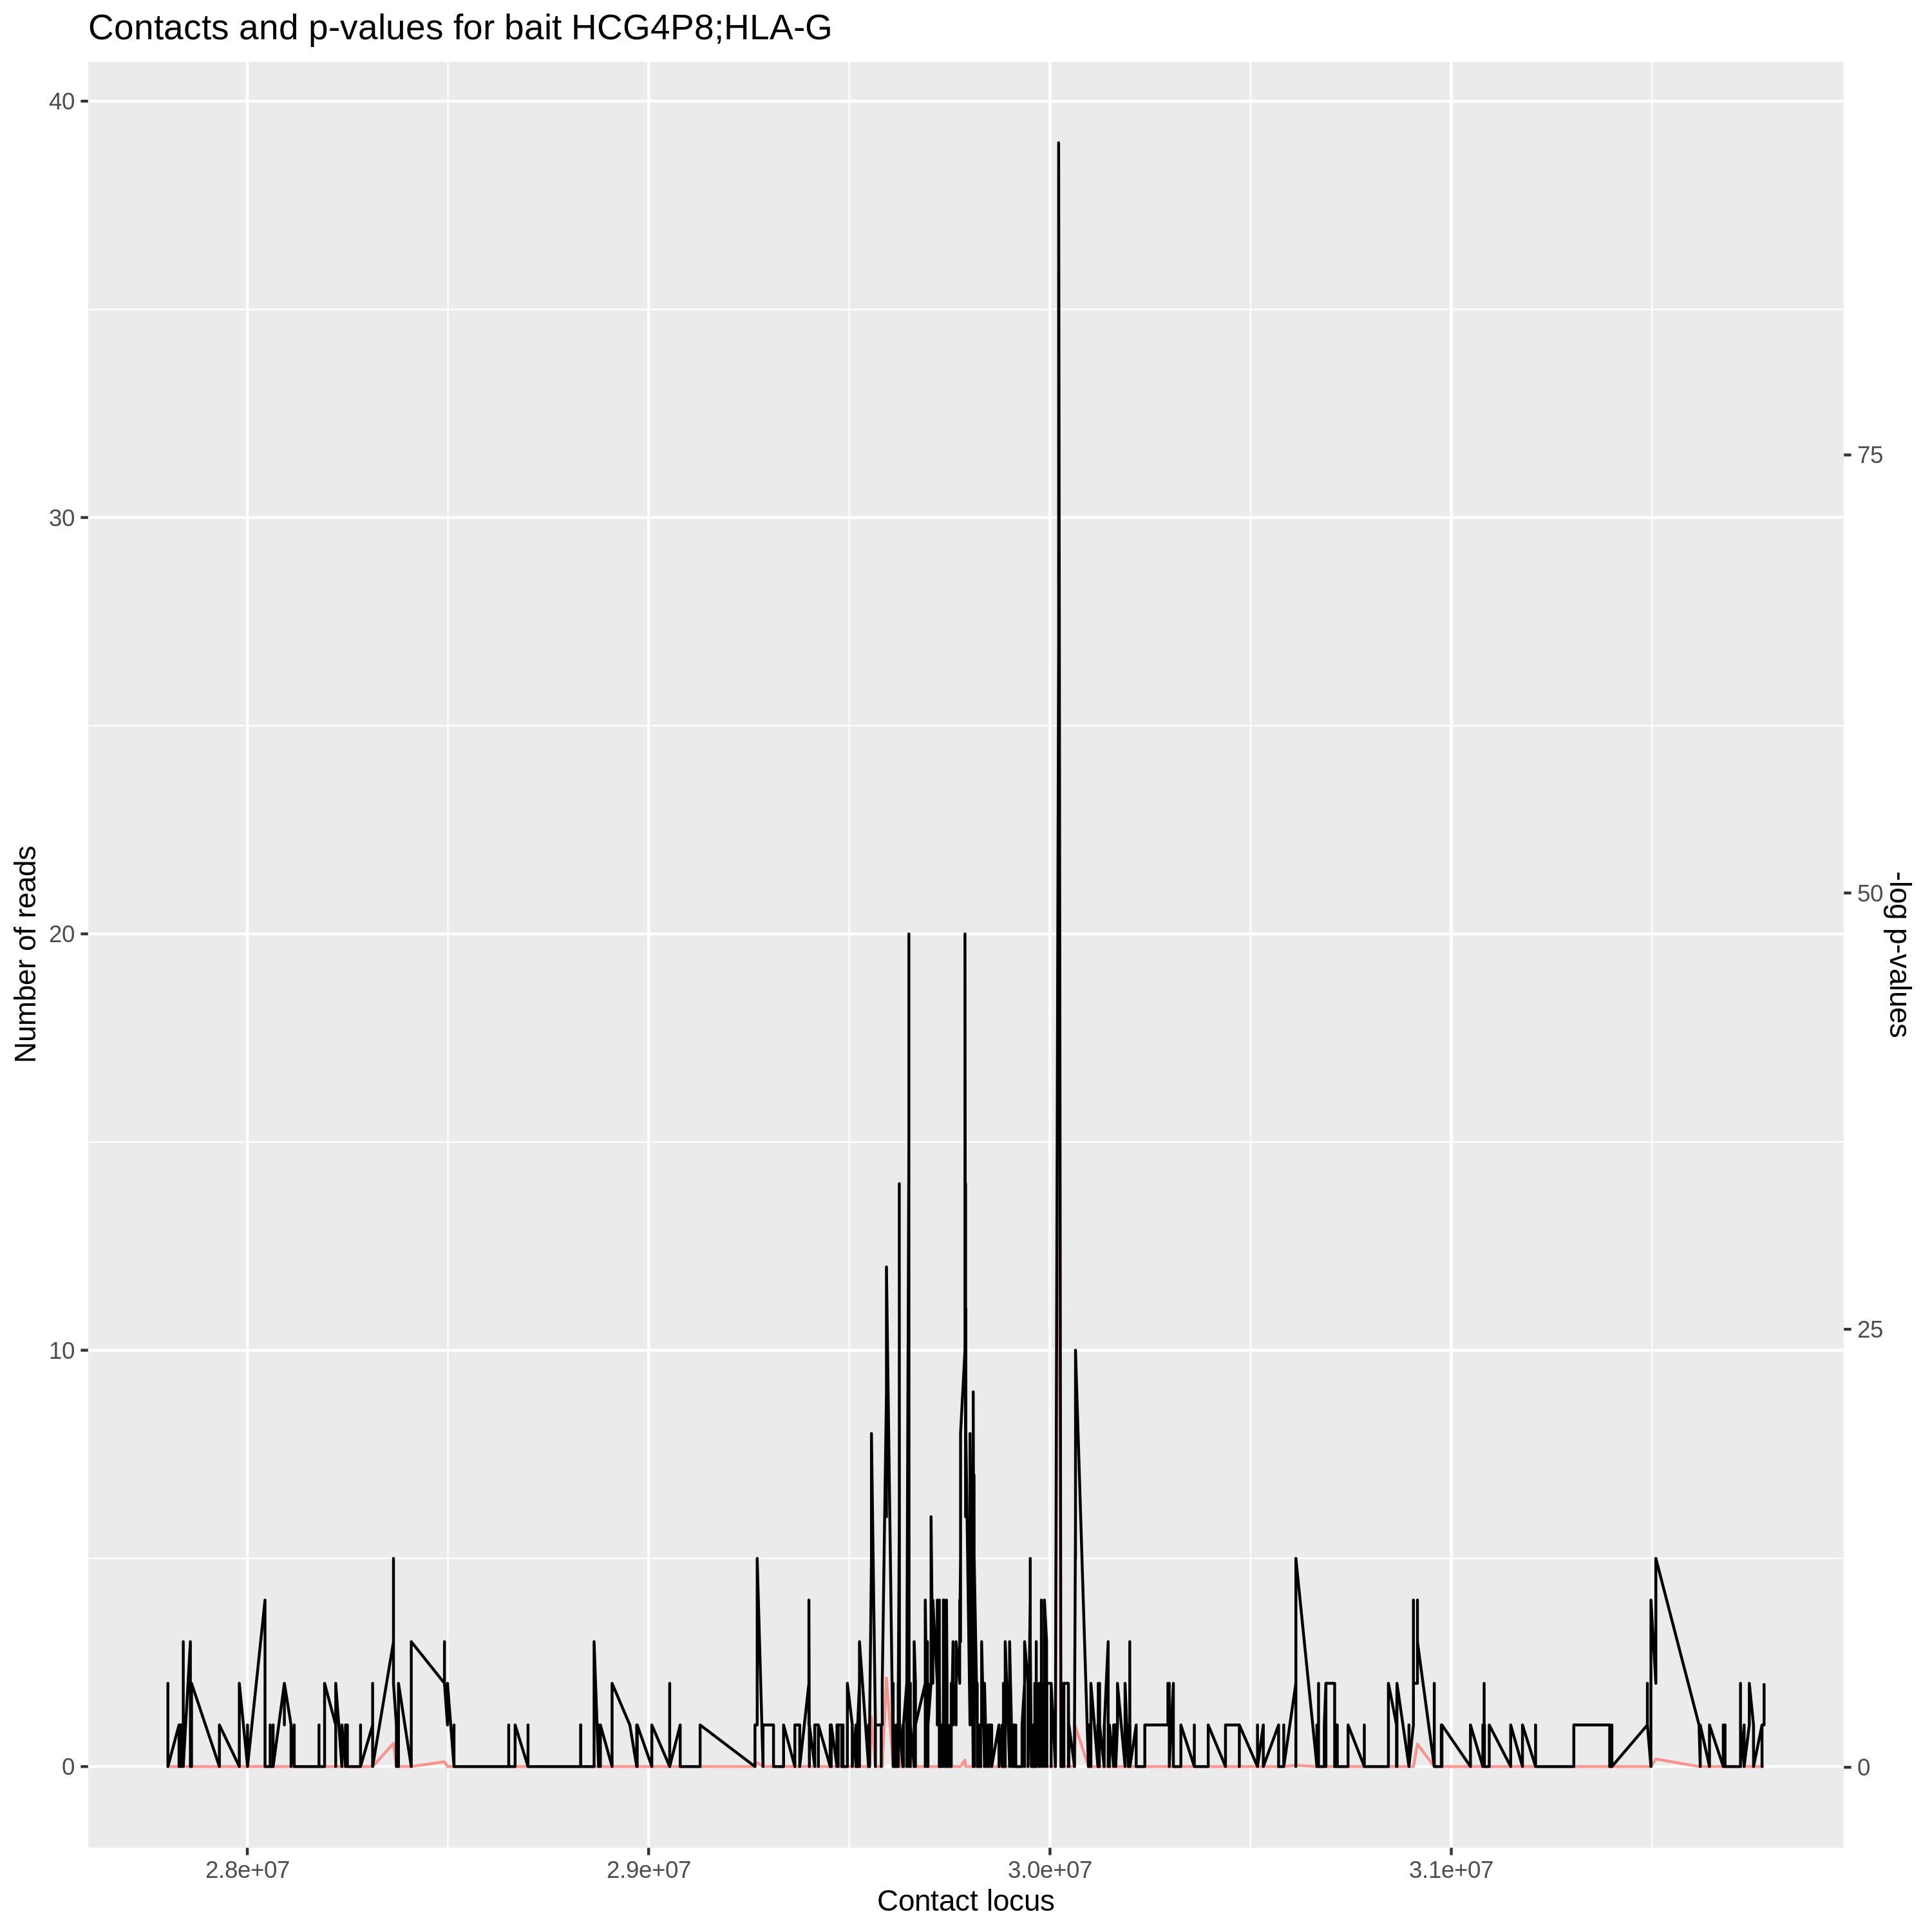 Contacts and p-values for bait HCG4P8;HLA-G
40
30
20
10
0
Number of reads
75
50
25
0
-log p-values
2.8e+07 2.9e+07 3.0e+07 3.1e+07
Contact locus